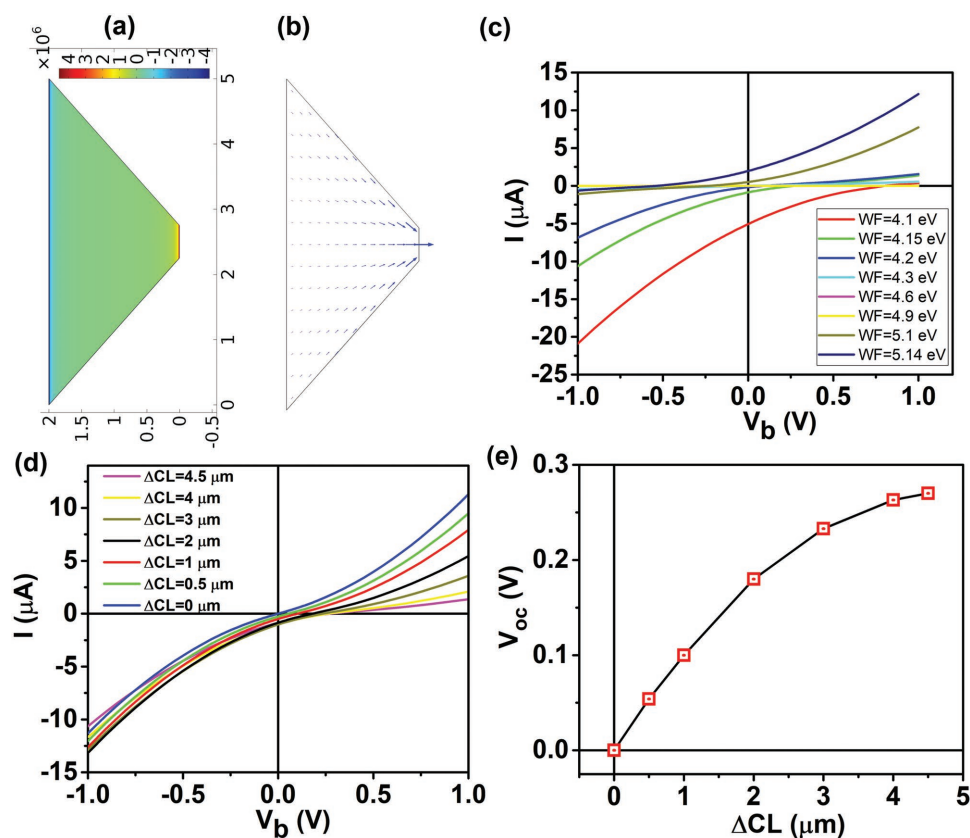 (a)
×10⁶
4 3 2 1 -1 -2 -3 -4
5
4
3
2
1
0
2 1.5 1 0.5 0 -0.5
(b)
(c)
I (μA)
15
10
5
0
-5
-10
-15
-20
-25
-1.0 -0.5 0.0 0.5 1.0
V_b (V)
WF=4.1 eV
WF=4.15 eV
WF=4.2 eV
WF=4.3 eV
WF=4.6 eV
WF=4.9 eV
WF=5.1 eV
WF=5.14 eV
(d)
I (μA)
10
5
0
-5
-10
-15
-1.0 -0.5 0.0 0.5 1.0
V_b (V)
ΔCL=4.5 μm
ΔCL=4 μm
ΔCL=3 μm
ΔCL=2 μm
ΔCL=1 μm
ΔCL=0.5 μm
ΔCL=0 μm
(e)
V_oc (V)
0.3
0.2
0.1
0.0
0 1 2 3 4 5
ΔCL (μm)